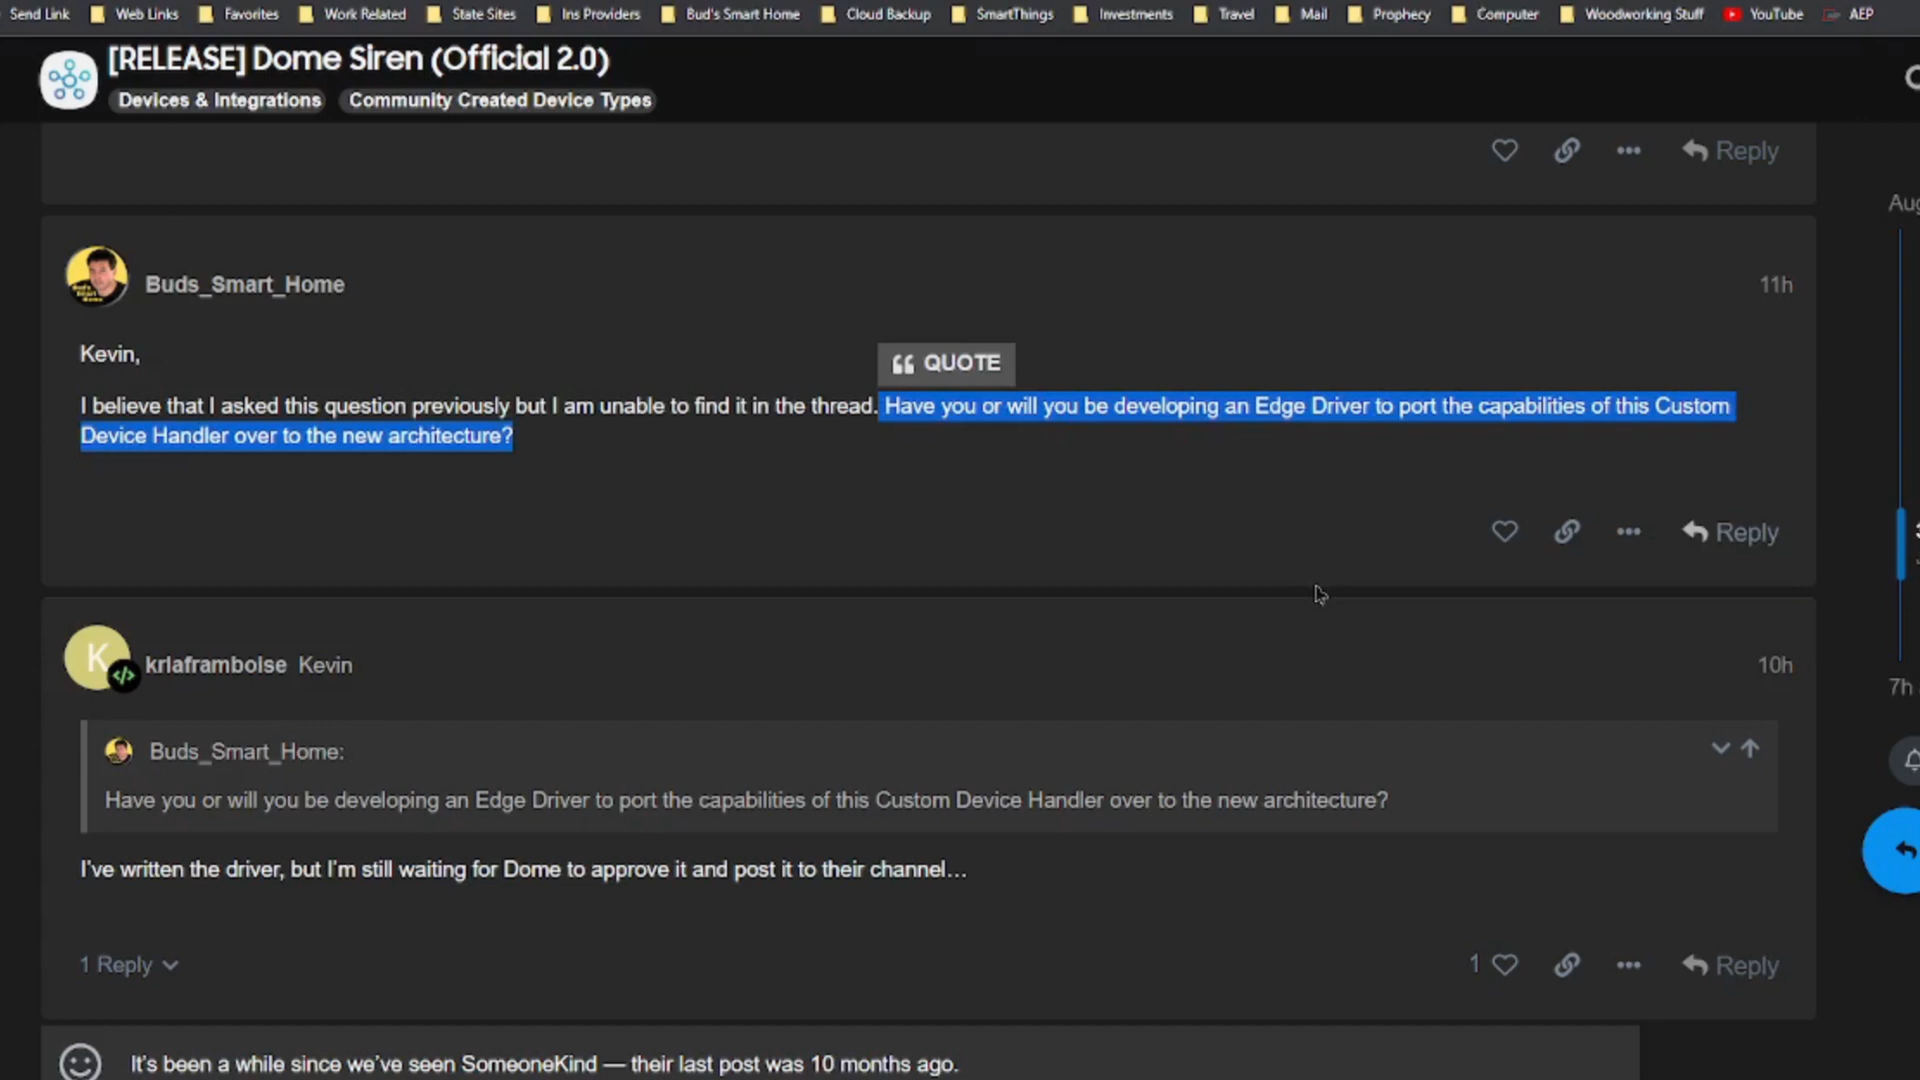 Send Link Web Links Favorites Work Related State Sites Ins Providers Bud's Smart Home Cloud Backup SmartThings Investments Travel Mail Prophecy Computer Woodworking Stuff YouTube AEP
[RELEASE] Dome Siren (Official 2.0)
Devices & Integrations Community Created Device Types
Reply
Aug
Buds_Smart_Home 11h
Kevin,
QUOTE
I believe that I asked this question previously but I am unable to find it in the thread. Have you or will you be developing an Edge Driver to port the capabilities of this Custom
Device Handler over to the new architecture?
Reply
K krlaframboise Kevin 10h
7h
Buds_Smart_Home:
Have you or will you be developing an Edge Driver to port the capabilities of this Custom Device Handler over to the new architecture?
I've written the driver, but I'm still waiting for Dome to approve it and post it to their channel...
1 Reply 1 Reply
It's been a while since we've seen SomeoneKind — their last post was 10 months ago.